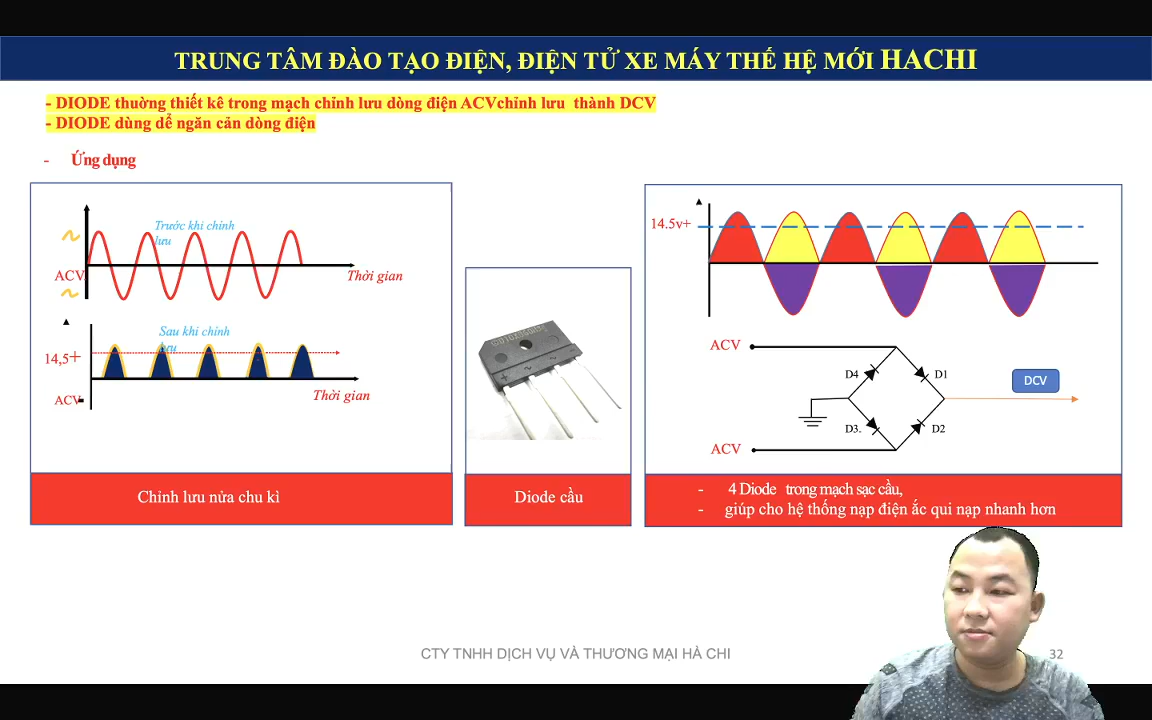 TRUNG TÂM ĐÀO TẠO ĐIỆN, ĐIỆN TỬ XE MÁY THẾ HỆ MỚI HACHI
- DIODE thuờng thiết kê trong mạch chỉnh lưu dòng điện ACVchỉnh lưu thành DCV
- DIODE dùng dể ngăn cản dòng điện
- Ứng dụng
Trước khi chỉnh
lưu
ACV
Thời gian
Sau khi chỉnh
lưu
14,5+
Thời gian
ACV
Chỉnh lưu nửa chu kì
+
~
~
-
Diode cầu
14.5v+
ACV
D4
D1
DCV
D3.
D2
ACV
- 4 Diode trong mạch sạc cầu,
- giúp cho hệ thống nạp điện ắc qui nạp nhanh hơn
CTY TNHH DỊCH VỤ VÀ THƯƠNG MẠI HÀ CHI
32